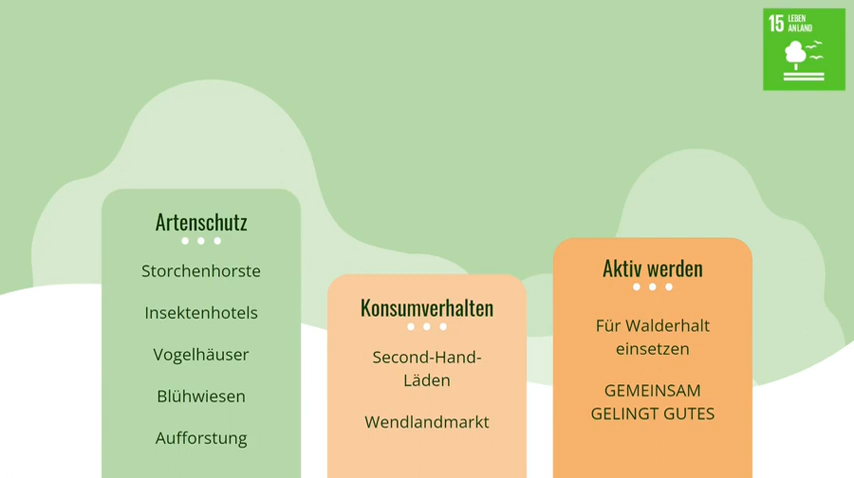 15 LEBEN
AN LAND
Artenschutz
Storchenhorste
Insektenhotels
Vogelhäuser
Blühwiesen
Aufforstung
Konsumverhalten
Second-Hand-
Läden
Wendlandmarkt
Aktiv werden
Für Walderhalt
einsetzen
GEMEINSAM
GELINGT GUTES